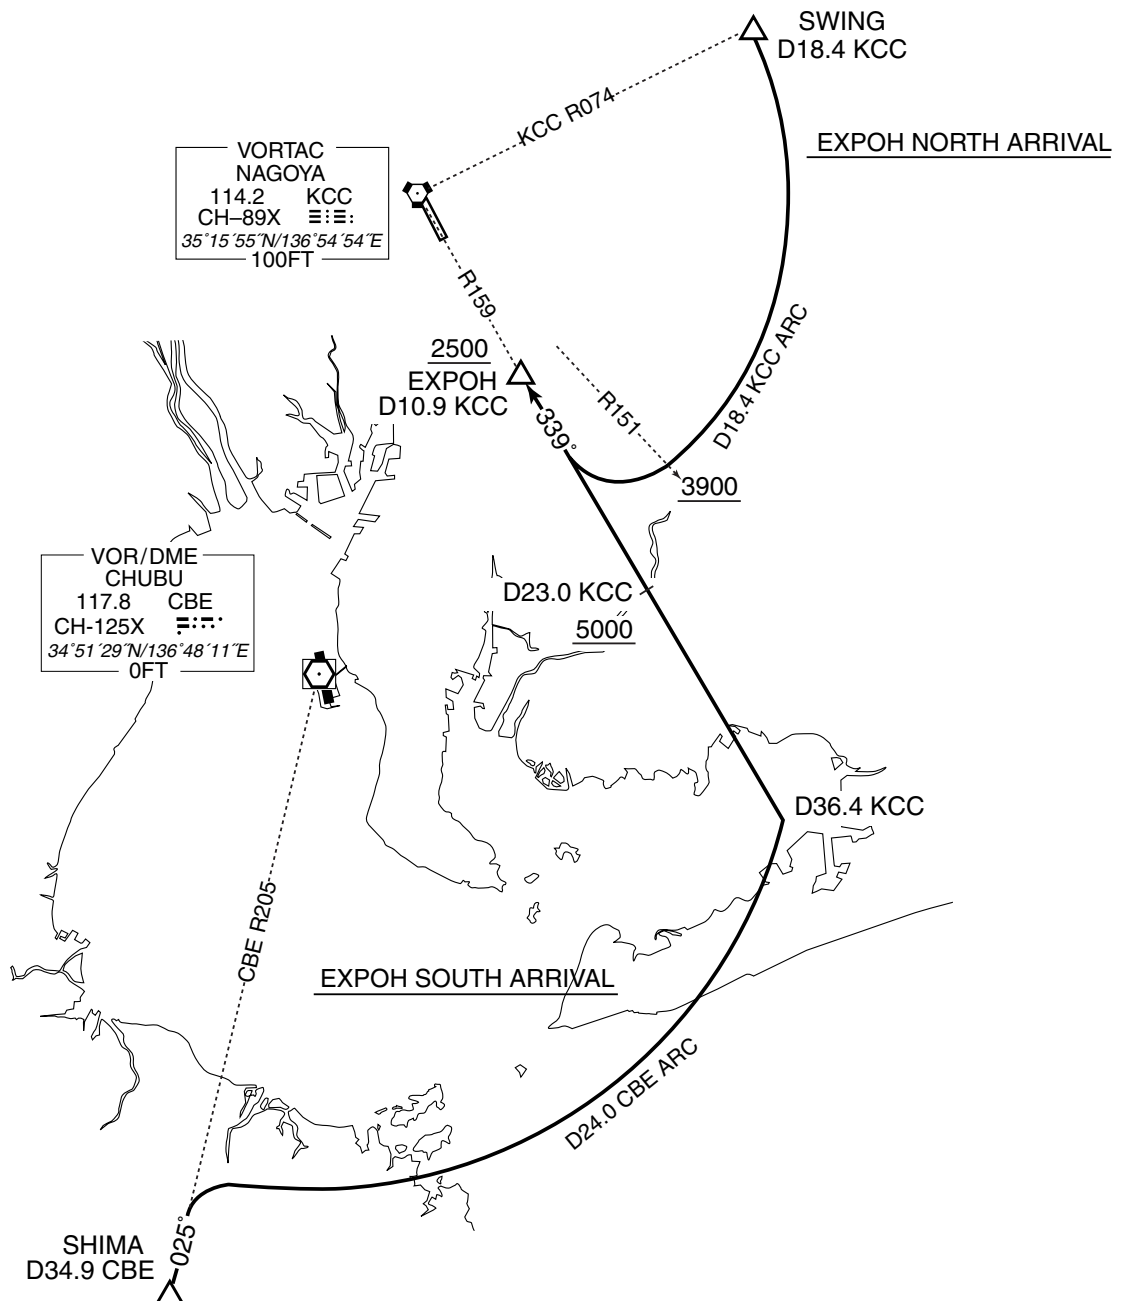 SWING
D18.4 KCC
KCC R074
EXPOH NORTH ARRIVAL
VORTAC
NAGOYA
114.2 KCC
CH–89X
35°15´55˝N/136°54´54˝E
100FT
R159
2500
EXPOH
D10.9 KCC
339°
R151
D18.4 KCC ARC
3900
VOR/DME
CHUBU
117.8 CBE
CH-125X
34°51´29˝N/136°48´11˝E
0FT
D23.0 KCC
5000
D36.4 KCC
CBE R205
EXPOH SOUTH ARRIVAL
D24.0 CBE ARC
025°
SHIMA
D34.9 CBE